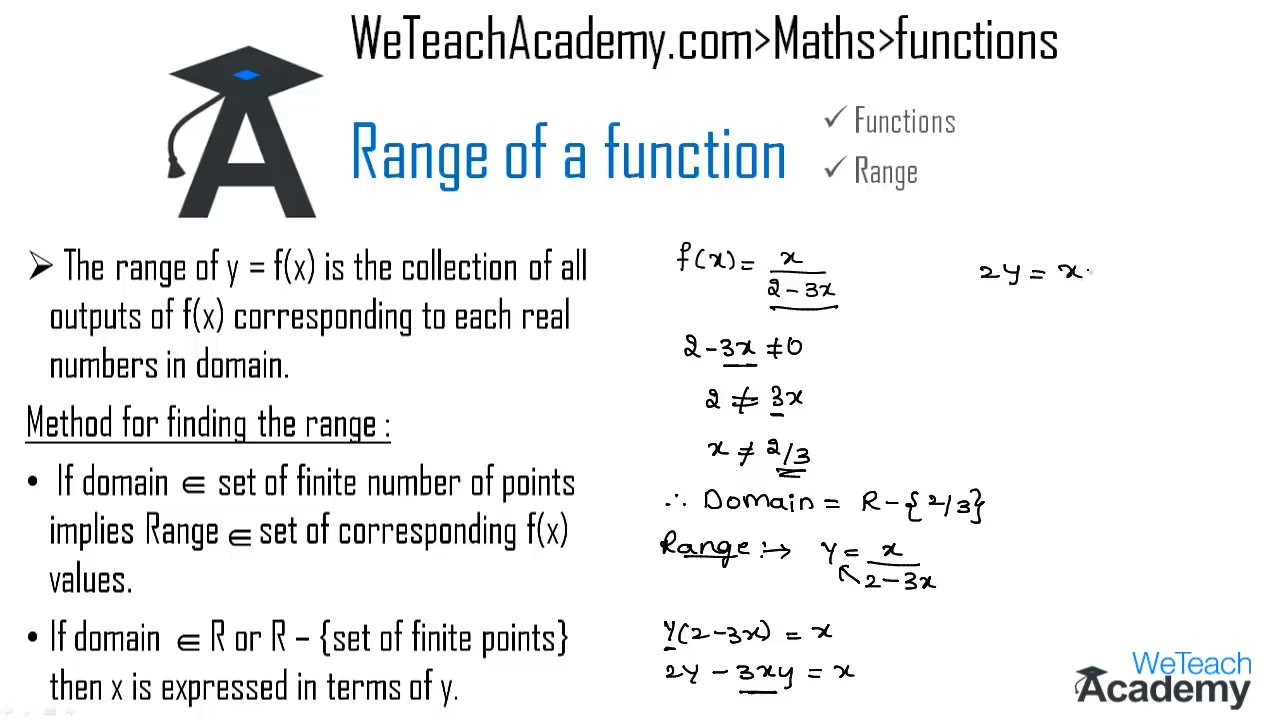 WeTeachAcademy.com>Maths>functions
Range of a function
✓ Functions
✓ Range
➢ The range of y = f(x) is the collection of all
outputs of f(x) corresponding to each real
numbers in domain.
Method for finding the range :
• If domain ∈ set of finite number of points
implies Range ∈ set of corresponding f(x)
values.
• If domain ∈ R or R – {set of finite points}
then x is expressed in terms of y.
f(x) = x / 2 - 3x
2 - 3x ≠ 0
2 ≠ 3x
x ≠ 2/3
∴ Domain = R - {2/3}
Range :→ y = x / 2 - 3x
y(2 - 3x) = x
2y - 3xy = x
2y = x
WeTeach
Academy